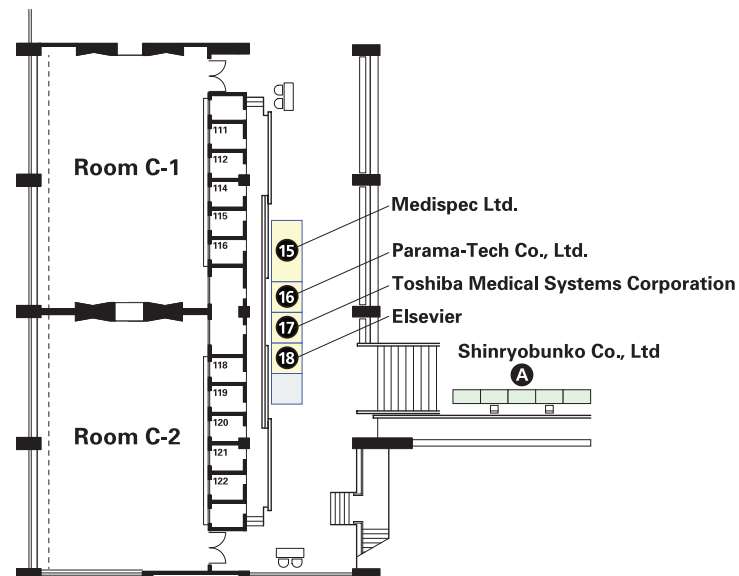 111
112
Room C-1
114
115
116
Medispec Ltd.
15
Parama-Tech Co., Ltd.
16
Toshiba Medical Systems Corporation
17
Elsevier
18
Shinryobunko Co., Ltd
A
118
119
120
Room C-2
121
122